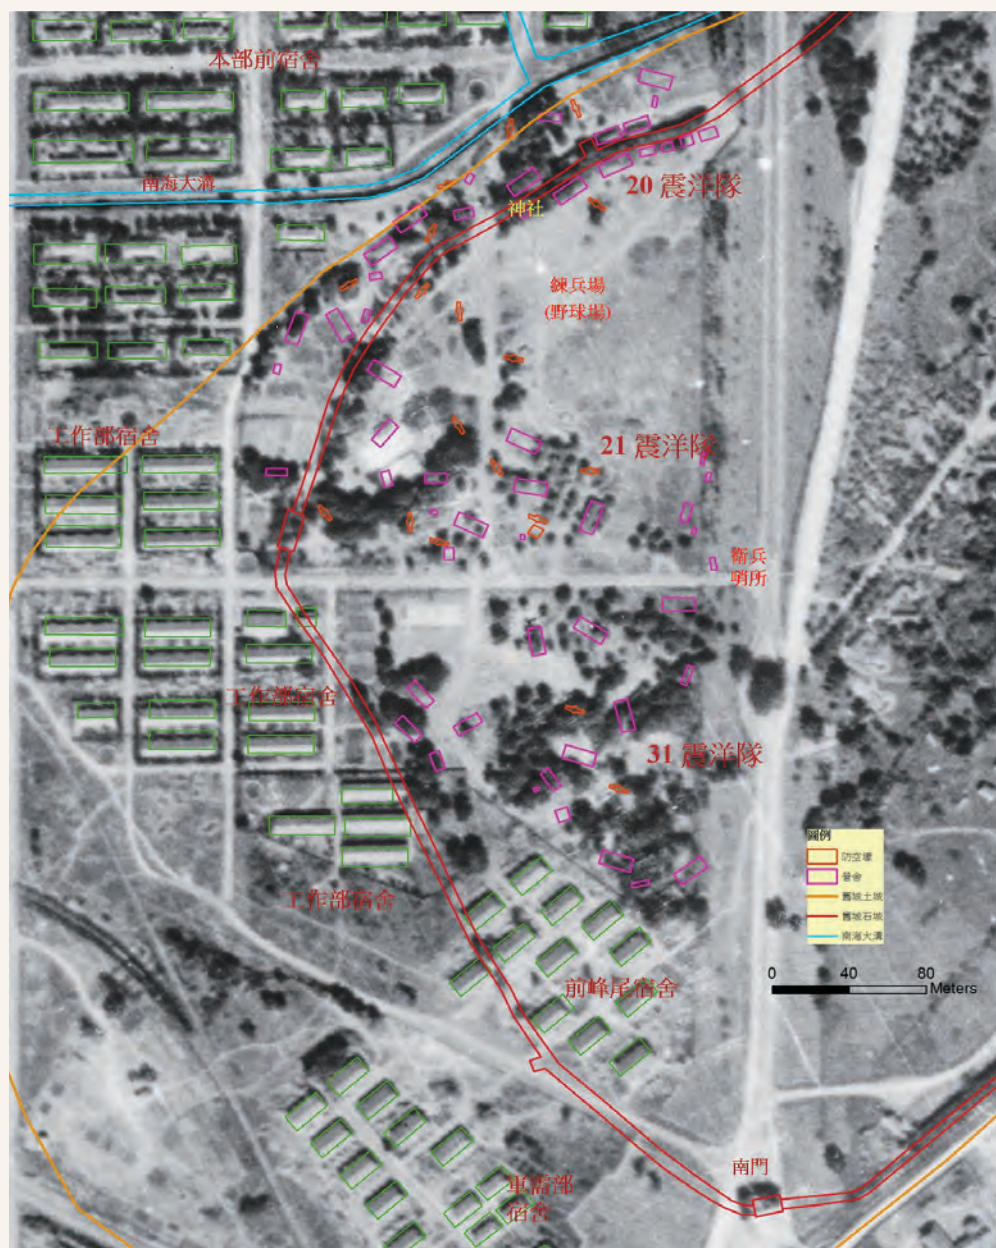 本部前宿舍
南海大溝
20 震洋隊
神社
練兵場
(野球場)
工作部宿舍
21 震洋隊
衛兵
哨所
工作部宿舍
31 震洋隊
圖例
防空壕
營舍
舊城土城
舊城石城
南海大溝
工作部宿舍
0 40 80
Meters
前峰尾宿舍
南門
軍需部
宿舍